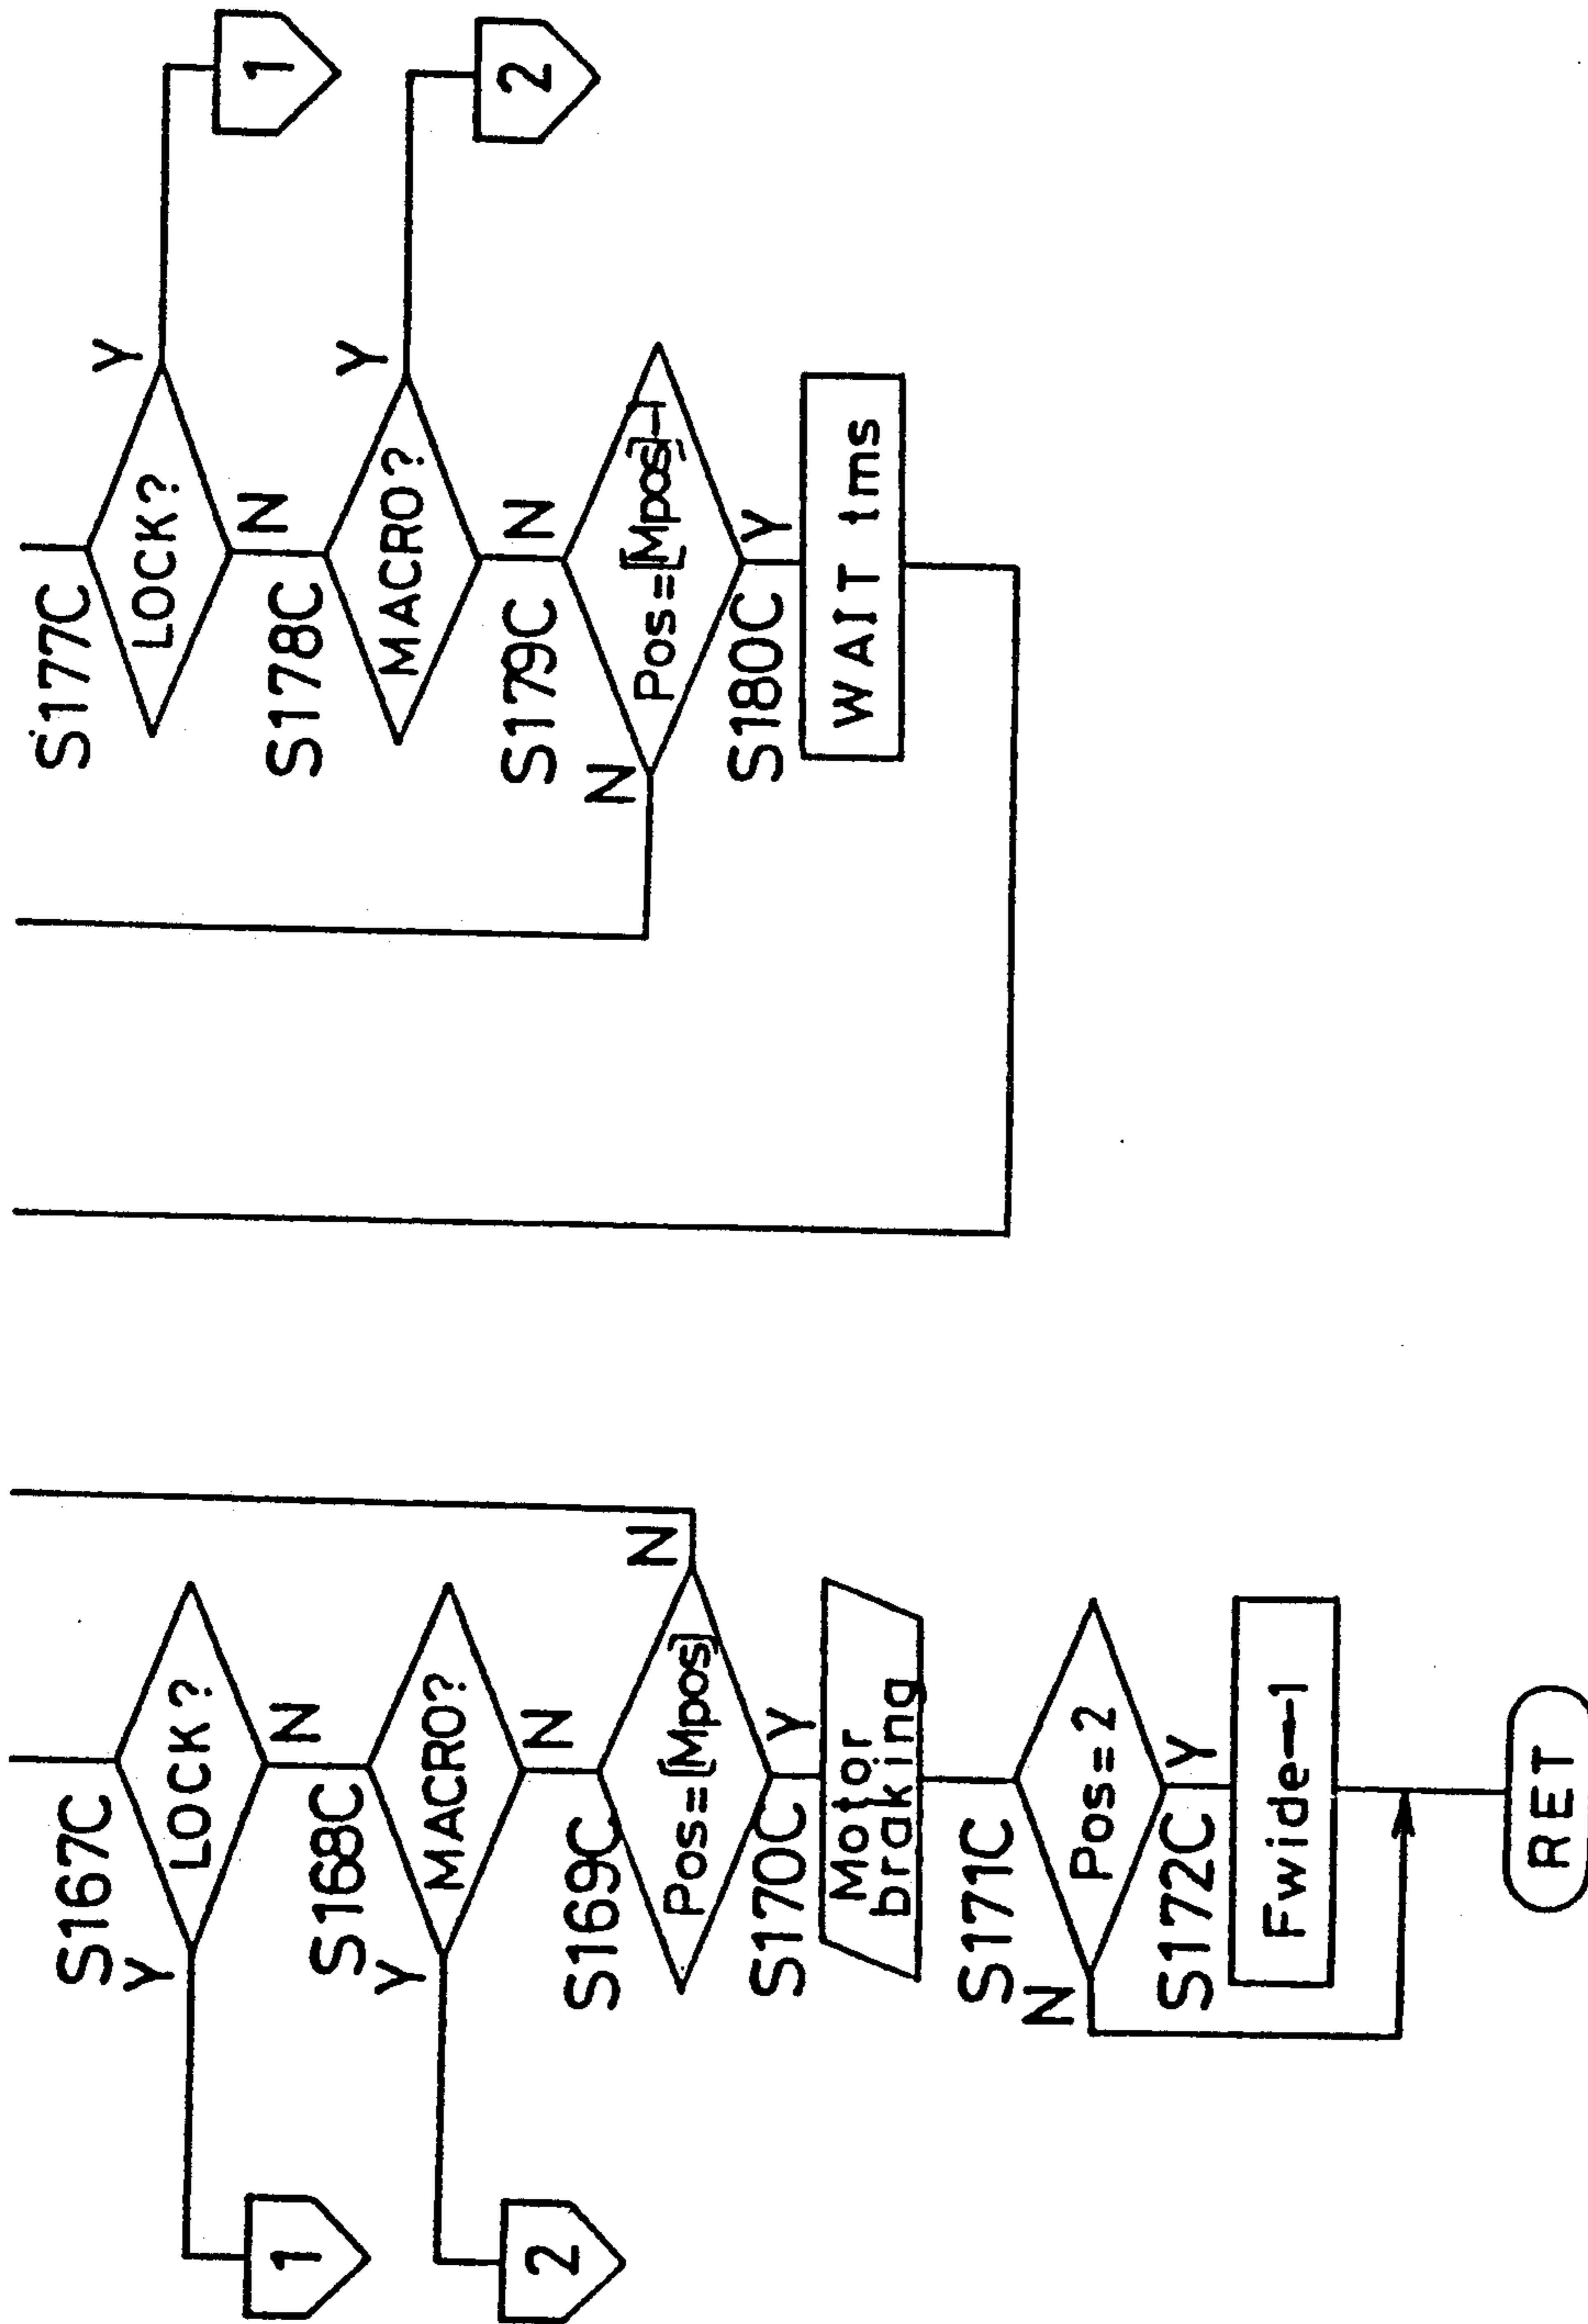 S167C
LOCK?
Y
N
1
S168C
MACRO?
Y
N
2
S169C
Pos=[Mpos]
N
Y
S170C
Motor
braking
S171C
Pos=2
N
Y
S172C
Fwide←1
RET
S177C
LOCK?
Y
N
1
S178C
MACRO?
Y
N
2
S179C
Pos=[Mpos]-1
N
Y
S180C
WAIT 1ms